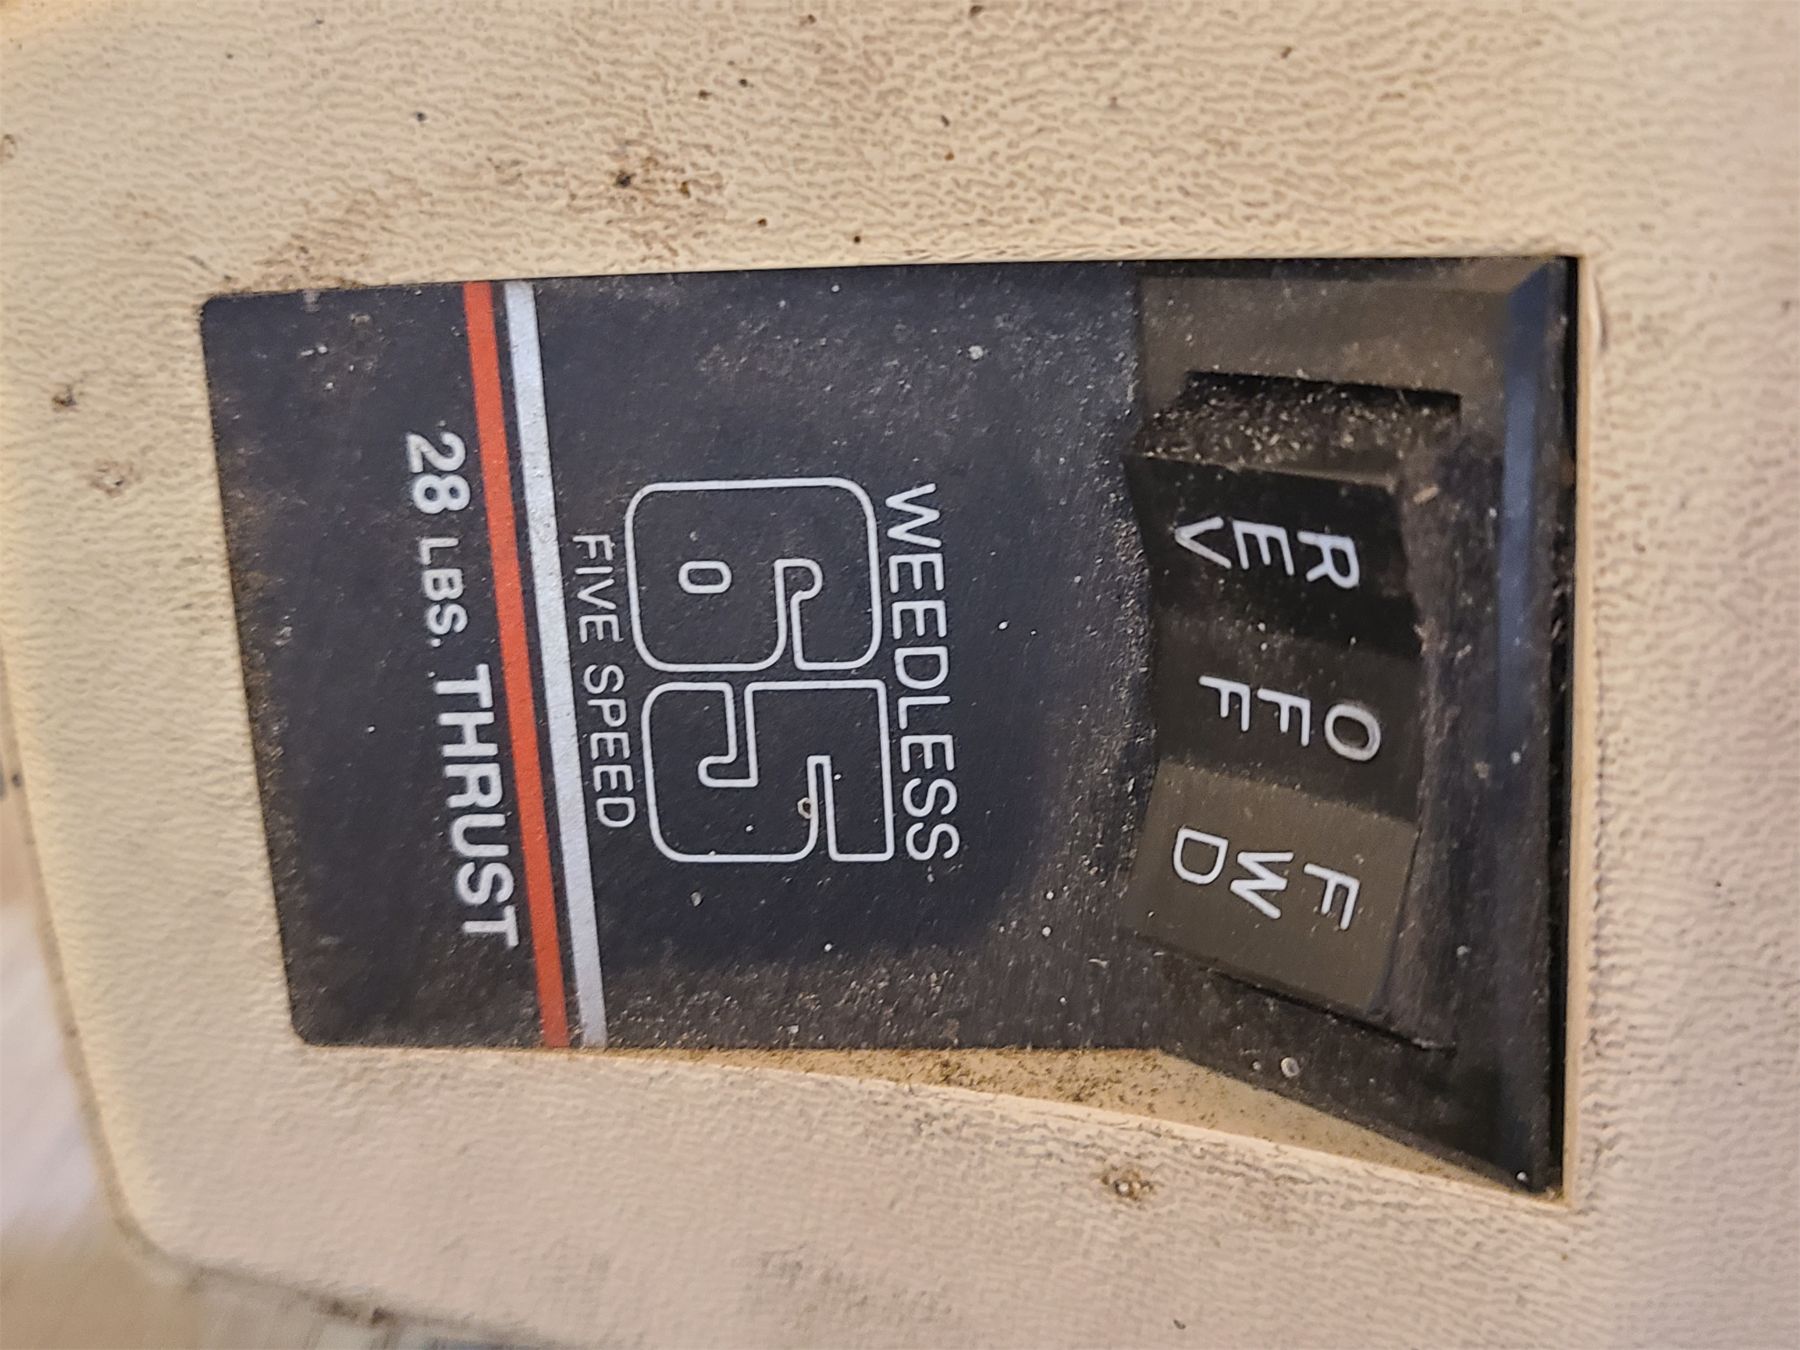 REV OFF FWD
WEEDLESS
65
FIVE SPEED
28 LBS. THRUST